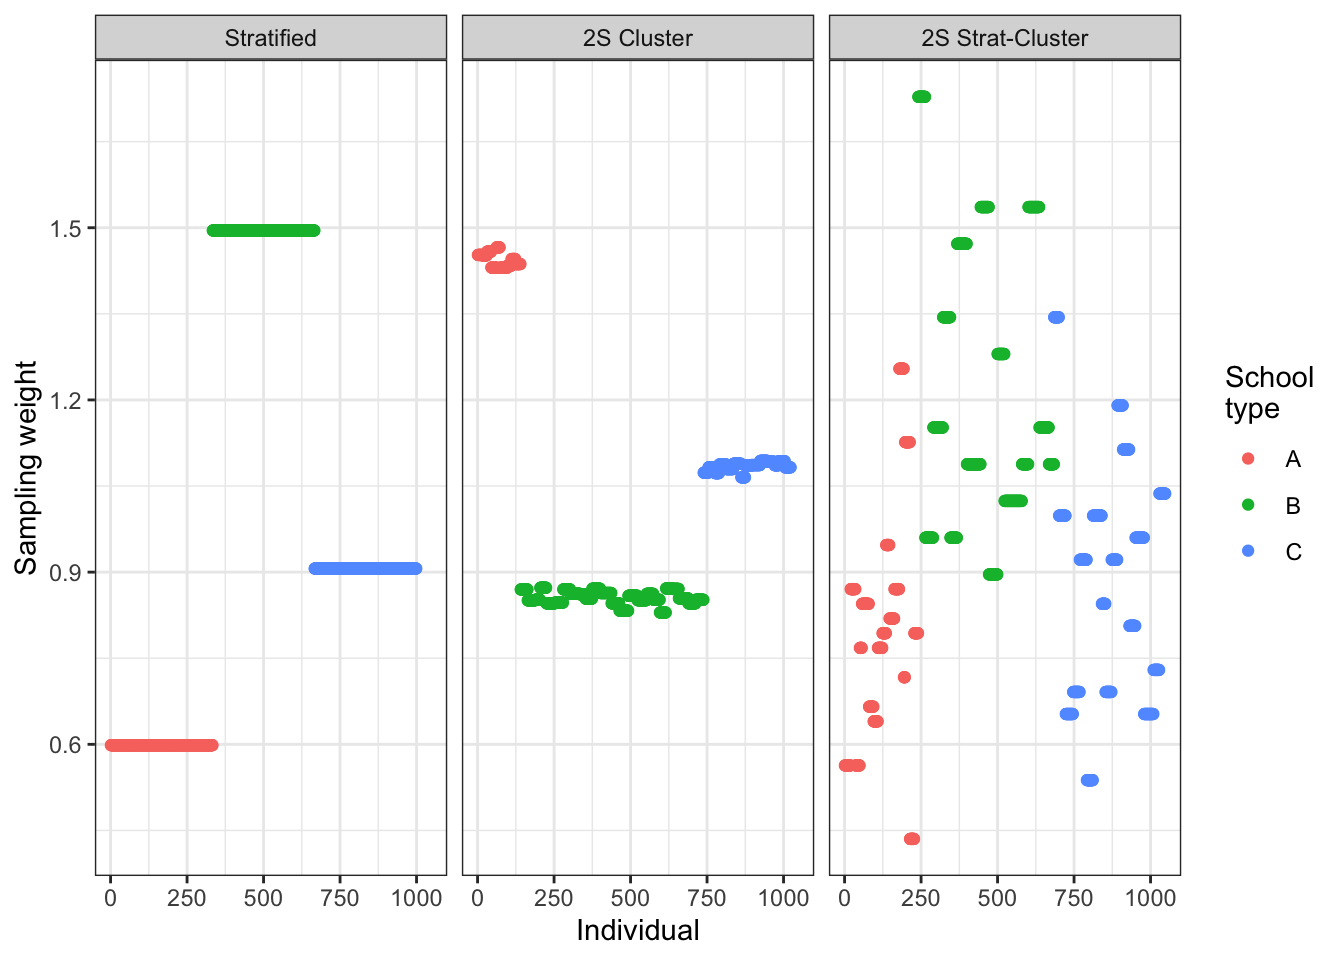 Stratified
2S Cluster
2S Strat-Cluster
Sampling weight
1.5
1.2
0.9
0.6
0 250 500 750 1000
0 250 500 750 1000
0 250 500 750 1000
Individual
School
type
A
B
C